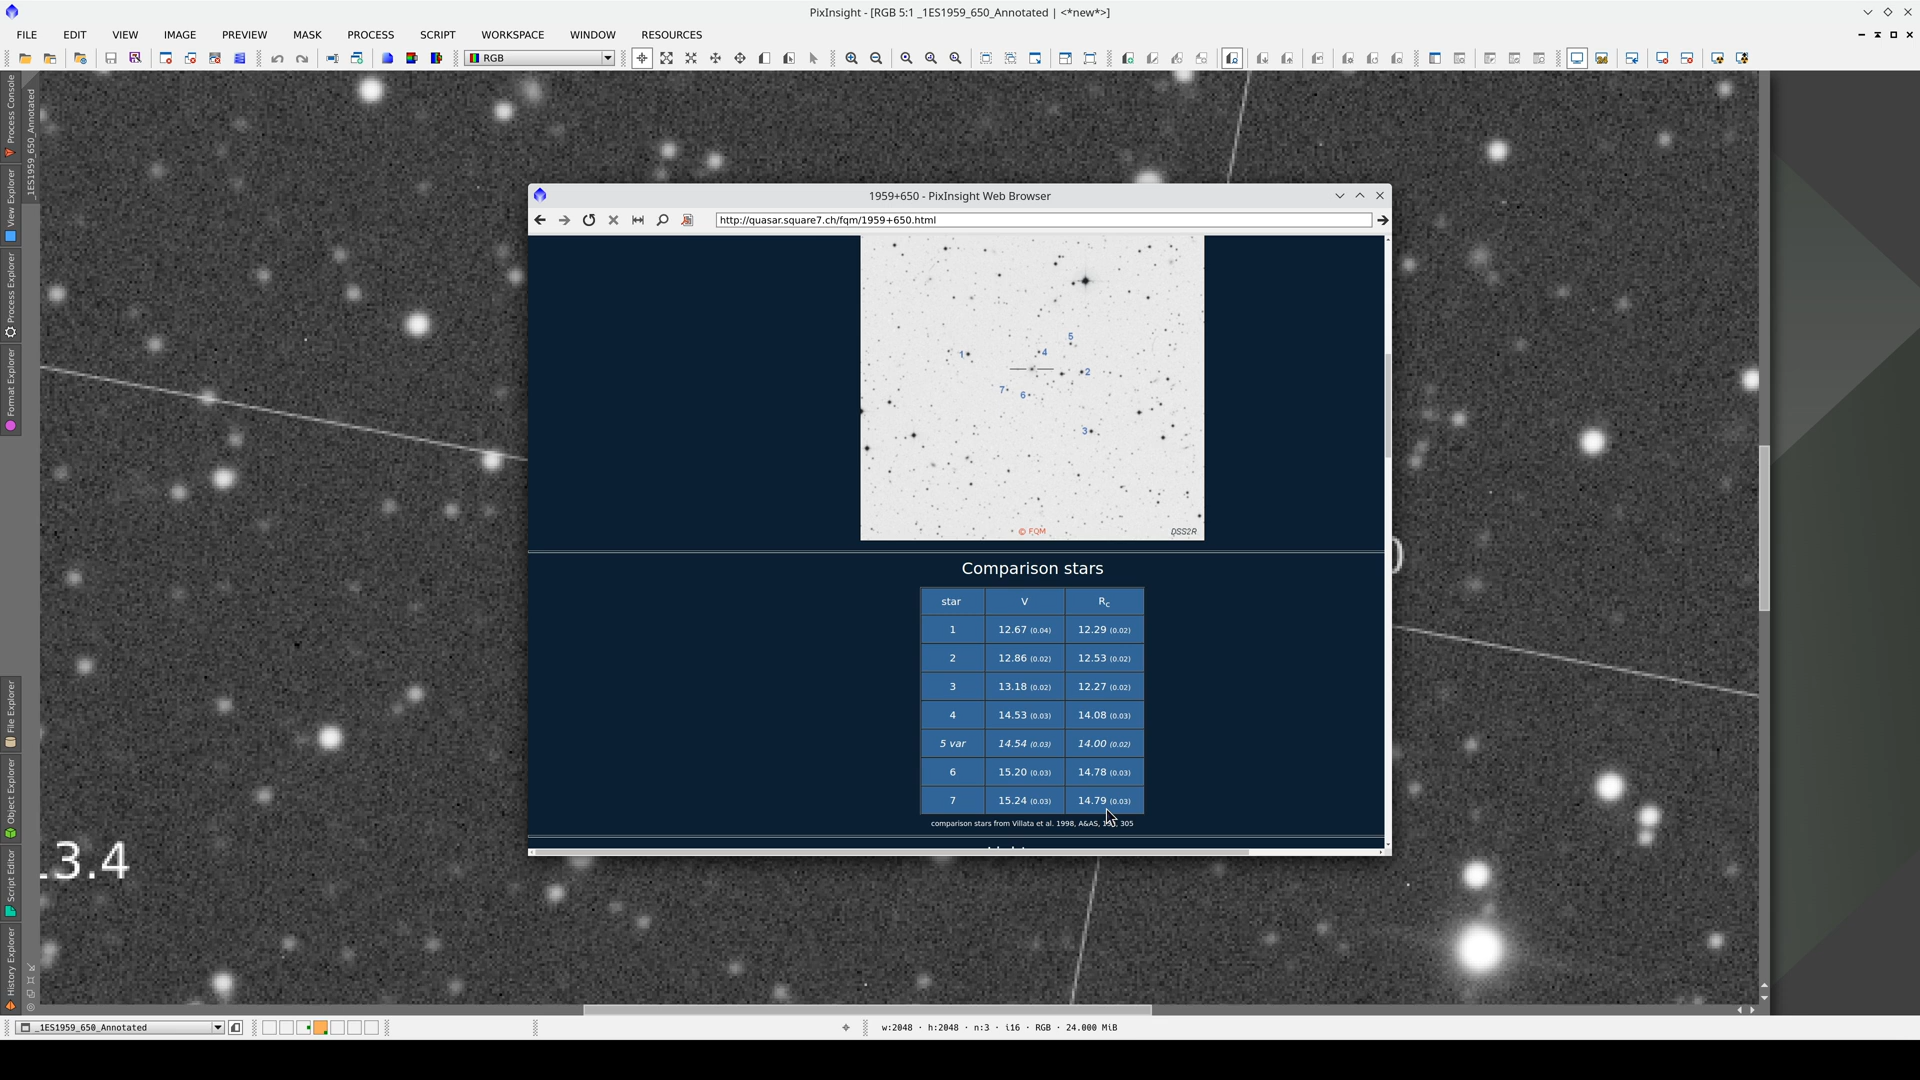 PixInsight - [RGB 5:1 _1ES1959_650_Annotated | <*new*>]
FILE EDIT VIEW IMAGE PREVIEW MASK PROCESS SCRIPT WORKSPACE WINDOW RESOURCES
RGB
Process Console
View Explorer
Process Explorer
Format Explorer
File Explorer
Object Explorer
Script Editor
History Explorer
_1ES1959_650_Annotated
1959+650 - PixInsight Web Browser
http://quasar.square7.ch/fqm/1959+650.html
5
1
4
2
7
6
3
© FQM
DSS2R
Comparison stars
star V Rc
1 12.67 (0.04) 12.29 (0.02)
2 12.86 (0.02) 12.53 (0.02)
3 13.18 (0.02) 12.27 (0.02)
4 14.53 (0.03) 14.08 (0.03)
5 var 14.54 (0.03) 14.00 (0.02)
6 15.20 (0.03) 14.78 (0.03)
7 15.24 (0.03) 14.79 (0.03)
comparison stars from Villata et al. 1998, A&AS, 305
.3.4
_1ES1959_650_Annotated
w:2048 · h:2048 · n:3 · i16 · RGB · 24.000 MiB